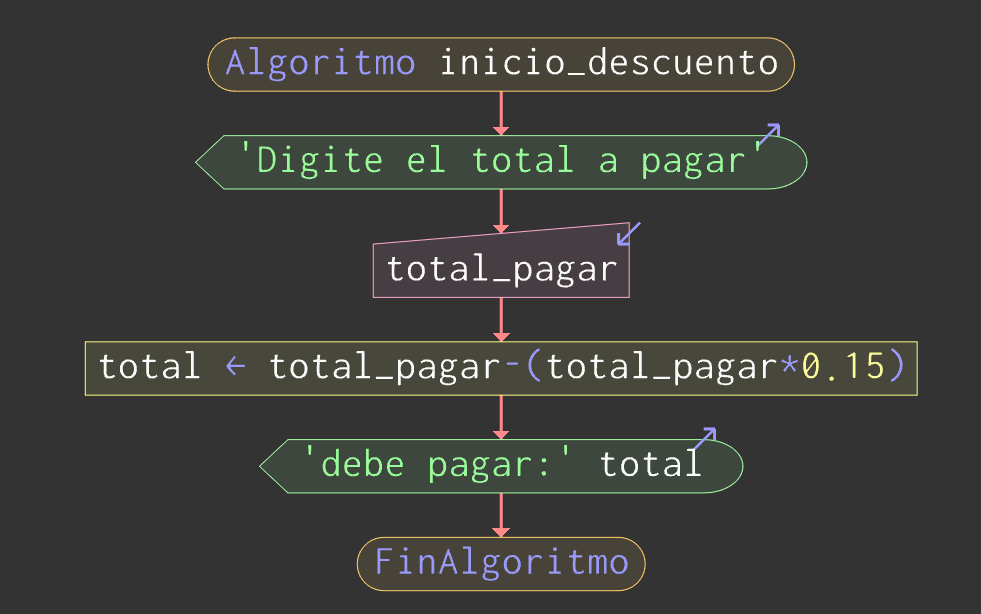 Algoritmo inicio_descuento
'Digite el total a pagar'
total_pagar
total ← total_pagar-(total_pagar*0.15)
'debe pagar:' total
FinAlgoritmo